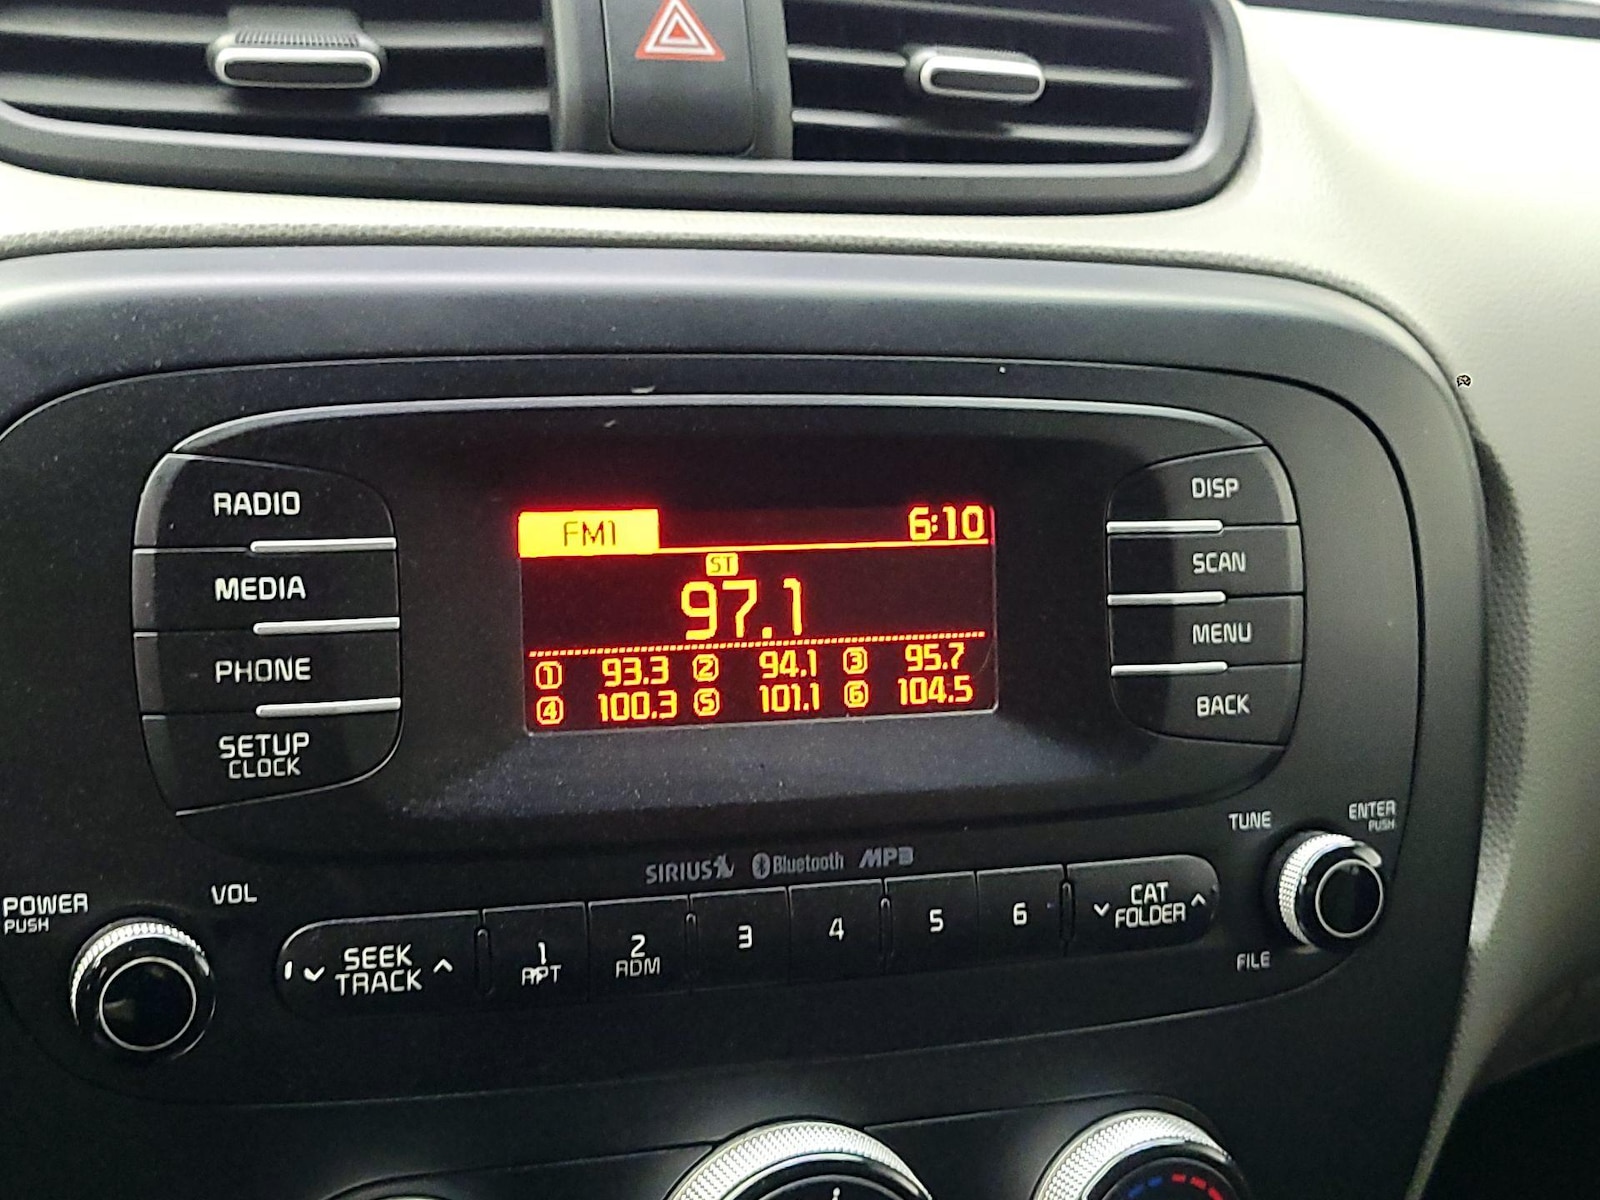 RADIO
MEDIA
PHONE
SETUP
CLOCK
FM1 6:10
ST
97.1
1 93.3 2 94.1 3 95.7
4 100.3 5 101.1 6 104.5
DISP
SCAN
MENU
BACK
SIRIUS Bluetooth MP3
POWER
PUSH
VOL
SEEK
TRACK
1
RPT
2
RDM
3
4
5
6
CAT
FOLDER
TUNE
ENTER
PUSH
FILE